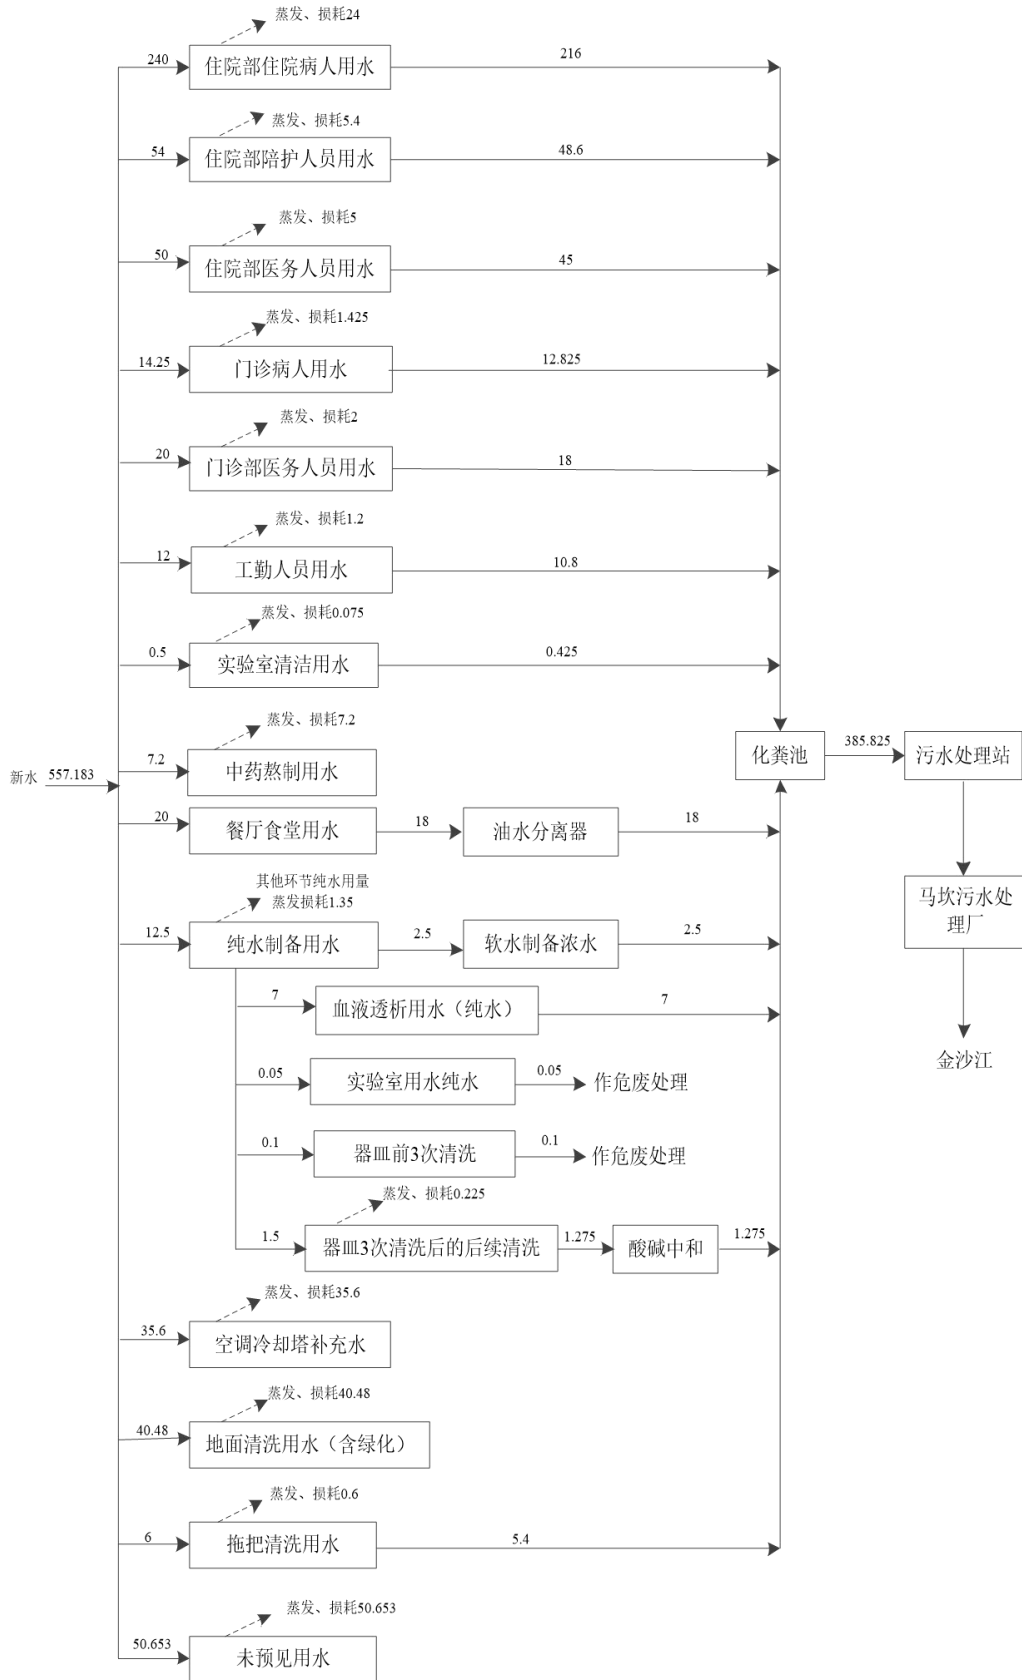 蒸发、损耗24
240
住院部住院病人用水
216
蒸发、损耗5.4
54
住院部陪护人员用水
48.6
蒸发、损耗5
50
住院部医务人员用水
45
蒸发、损耗1.425
14.25
门诊病人用水
12.825
蒸发、损耗2
20
门诊部医务人员用水
18
蒸发、损耗1.2
12
工勤人员用水
10.8
蒸发、损耗0.075
0.5
实验室清洁用水
0.425
蒸发、损耗7.2
7.2
中药熬制用水
化粪池
385.825
污水处理站
新水
557.183
20
餐厅食堂用水
18
油水分离器
18
马坎污水处
理厂
金沙江
其他环节纯水用量
蒸发损耗1.35
12.5
纯水制备用水
2.5
软水制备浓水
2.5
7
血液透析用水（纯水）
7
0.05
实验室用水纯水
0.05
作危废处理
0.1
器皿前3次清洗
0.1
作危废处理
蒸发、损耗0.225
1.5
器皿3次清洗后的后续清洗
1.275
酸碱中和
1.275
蒸发、损耗35.6
35.6
空调冷却塔补充水
蒸发、损耗40.48
40.48
地面清洗用水（含绿化）
蒸发、损耗0.6
6
拖把清洗用水
5.4
蒸发、损耗50.653
50.653
未预见用水